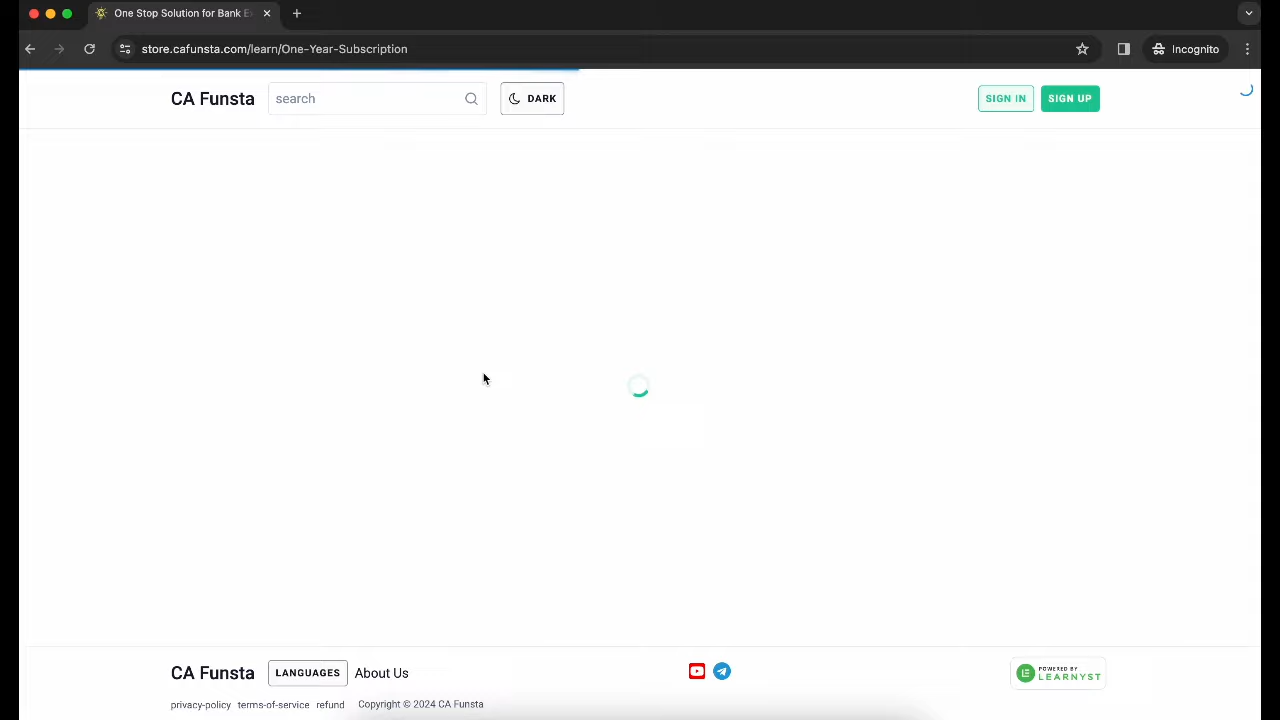 One Stop Solution for Bank E
store.cafunsta.com/learn/One-Year-Subscription
Incognito
CA Funsta
search
DARK
SIGN IN
SIGN UP
CA Funsta
LANGUAGES
About Us
POWERED BY
LEARNYST
privacy-policy
terms-of-service
refund
Copyright © 2024 CA Funsta